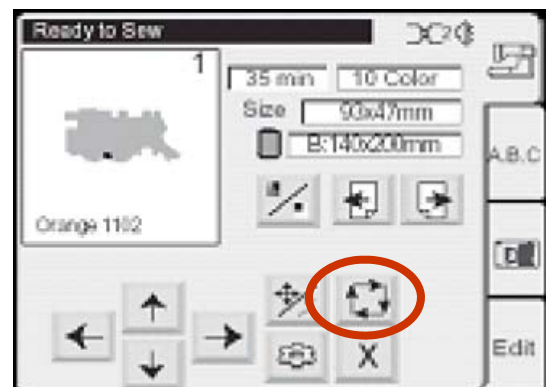 Ready to Sew
1
35 min 10 Color
Size 93x47mm
B:140x200mm
A.B.C
Orange 1102
X
Edit